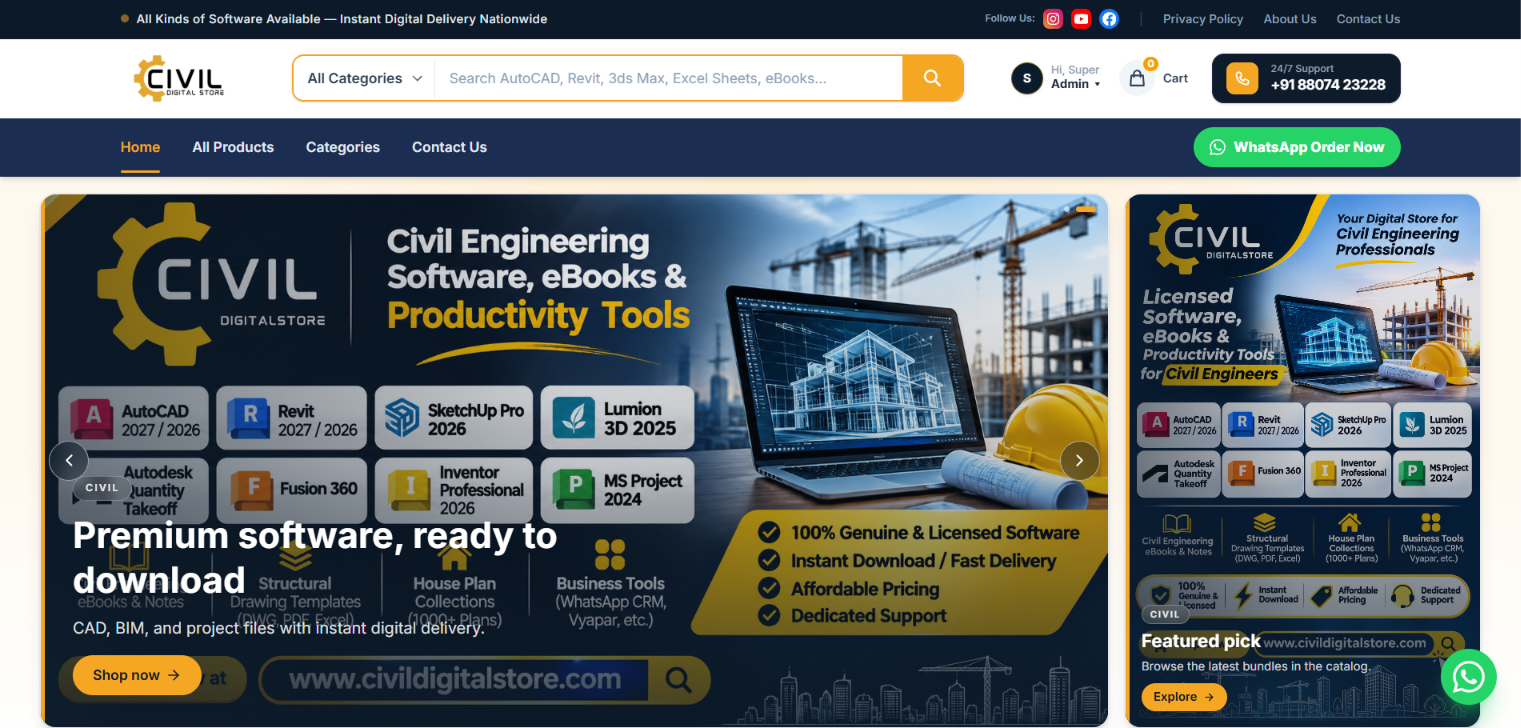 All Kinds of Software Available — Instant Digital Delivery Nationwide
Follow Us:
Privacy Policy
About Us
Contact Us
CIVIL
DIGITAL STORE
All Categories
Search AutoCAD, Revit, 3ds Max, Excel Sheets, eBooks...
S
Hi, Super
Admin
0
Cart
24/7 Support
+91 88074 23228
Home
All Products
Categories
Contact Us
WhatsApp Order Now
CIVIL
DIGITALSTORE
Civil Engineering
Software, eBooks &
Productivity Tools
A
AutoCAD
2027 / 2026
R
Revit
2027 / 2026
SketchUp Pro
2026
Lumion
3D 2025
Autodesk
Quantity
Takeoff
F
Fusion 360
I
Inventor
Professional
2026
P
MS Project
2024
CIVIL
Premium software, ready to
download
eBooks & Notes
Structural
Drawing Templates
(DWG, PDF, Excel)
House Plan
Collections
(1000+ Plans)
Business Tools
(WhatsApp CRM,
Vyapar, etc.)
CAD, BIM, and project files with instant digital delivery.
Shop now →
at
www.civildigitalstore.com
100% Genuine & Licensed Software
Instant Download / Fast Delivery
Affordable Pricing
Dedicated Support
CIVIL
DIGITALSTORE
Your Digital Store for
Civil Engineering
Professionals
Licensed
Software,
eBooks &
Productivity Tools
for Civil Engineers
A
AutoCAD
2027 / 2026
R
Revit
2027 / 2026
SketchUp Pro
2026
Lumion
3D 2025
Autodesk
Quantity
Takeoff
F
Fusion 360
I
Inventor
Professional
2026
P
MS Project
2024
Civil Engineering
eBooks & Notes
Structural
Drawing Templates
(DWG, PDF, Excel)
House Plan
Collections
(1000+ Plans)
Business Tools
(WhatsApp CRM,
Vyapar, etc.)
100%
Genuine &
Licensed
Instant
Download
Affordable
Pricing
Dedicated
Support
CIVIL
Featured pick
www.civildigitalstore.com
Browse the latest bundles in the catalog.
Explore →